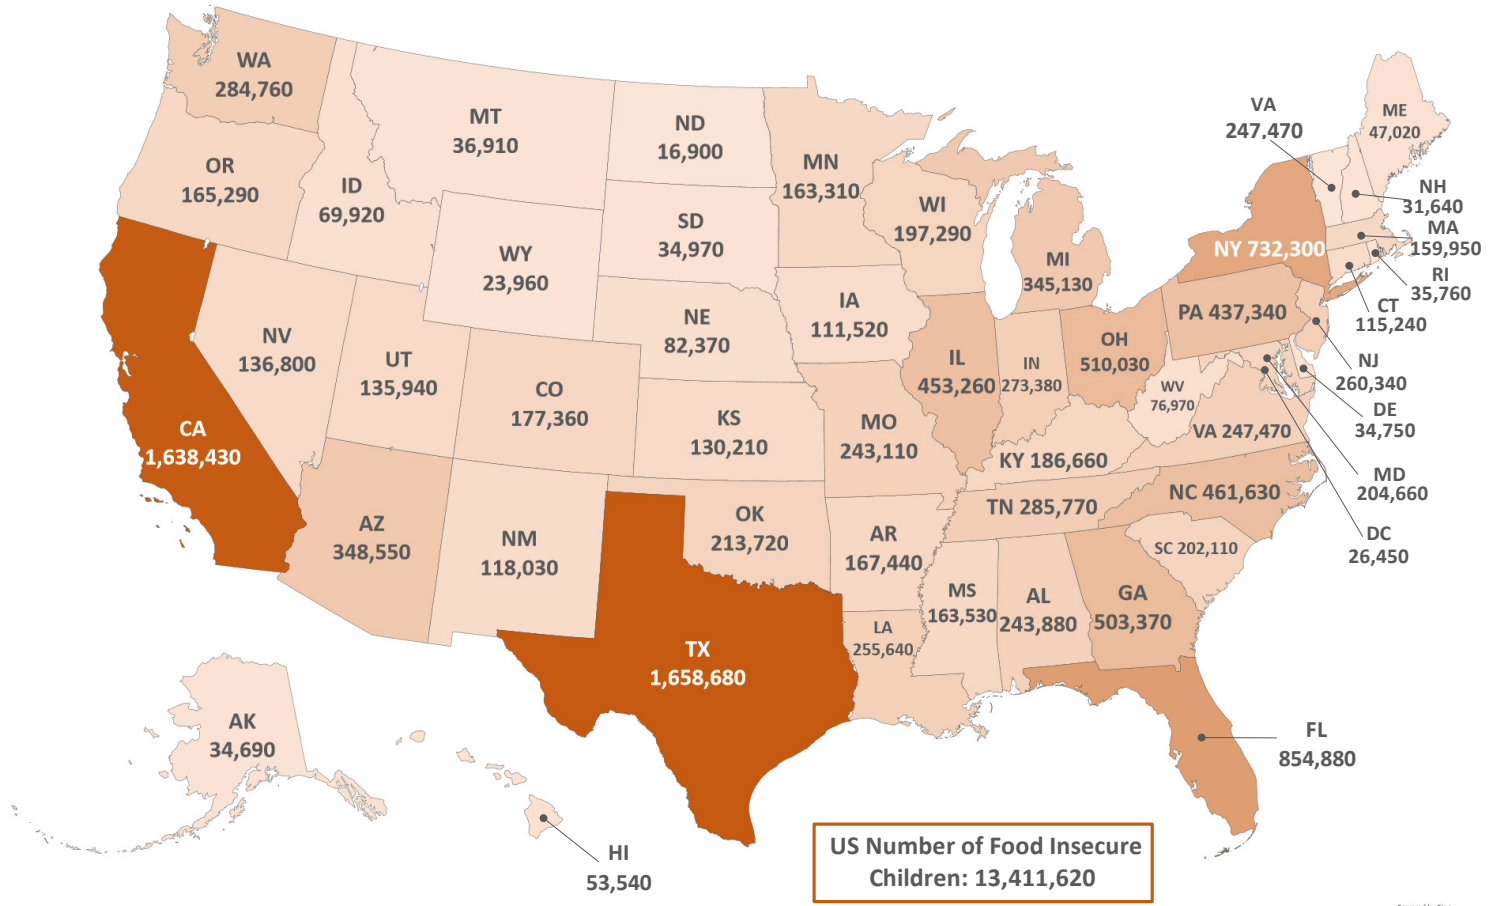 WA
284,760
OR
165,290
CA
1,638,430
ID
69,920
NV
136,800
MT
36,910
WY
23,960
UT
135,940
AZ
348,550
CO
177,360
NM
118,030
ND
16,900
SD
34,970
NE
82,370
KS
130,210
OK
213,720
TX
1,658,680
MN
163,310
IA
111,520
MO
243,110
AR
167,440
LA
255,640
WI
197,290
IL
453,260
MI
345,130
IN
273,380
OH
510,030
KY 186,660
TN 285,770
MS
163,530
AL
243,880
GA
503,370
FL
854,880
SC 202,110
NC 461,630
VA 247,470
WV
76,970
PA 437,340
NY 732,300
VA
247,470
ME
47,020
NH
31,640
MA
159,950
RI
35,760
CT
115,240
NJ
260,340
DE
34,750
MD
204,660
DC
26,450
AK
34,690
HI
53,540
US Number of Food Insecure
Children: 13,411,620